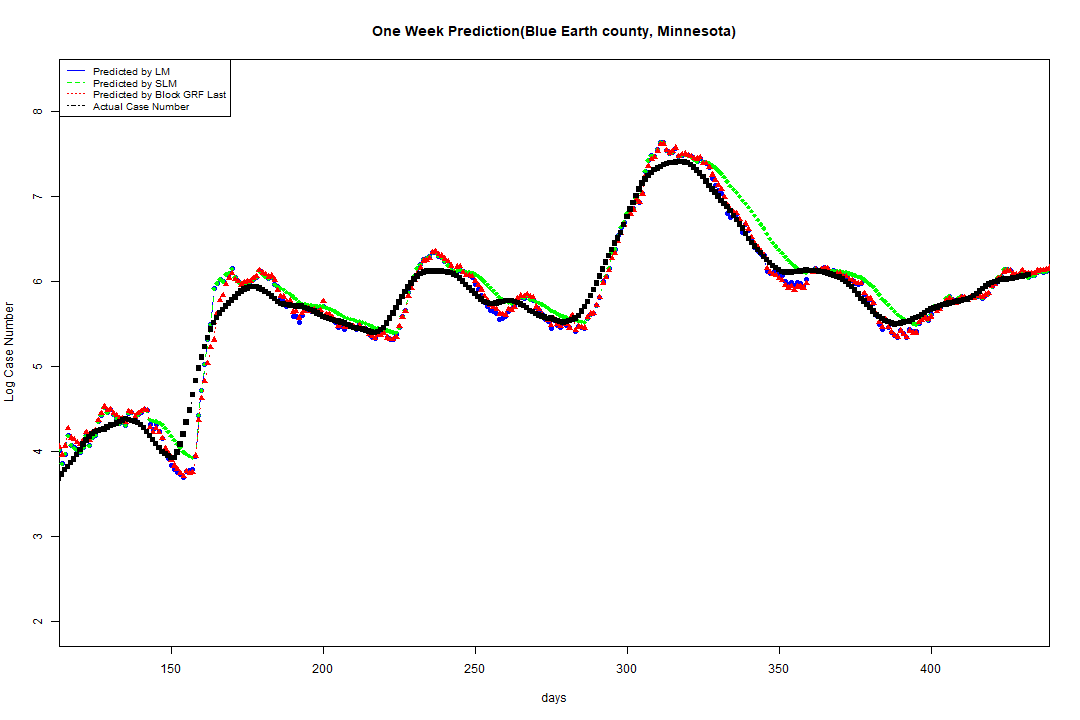 One Week Prediction(Blue Earth county, Minnesota)
Predicted by LM
Predicted by SLM
Predicted by Block GRF Last
Actual Case Number
8
7
6
5
4
3
2
Log Case Number
150 200 250 300 350 400
days